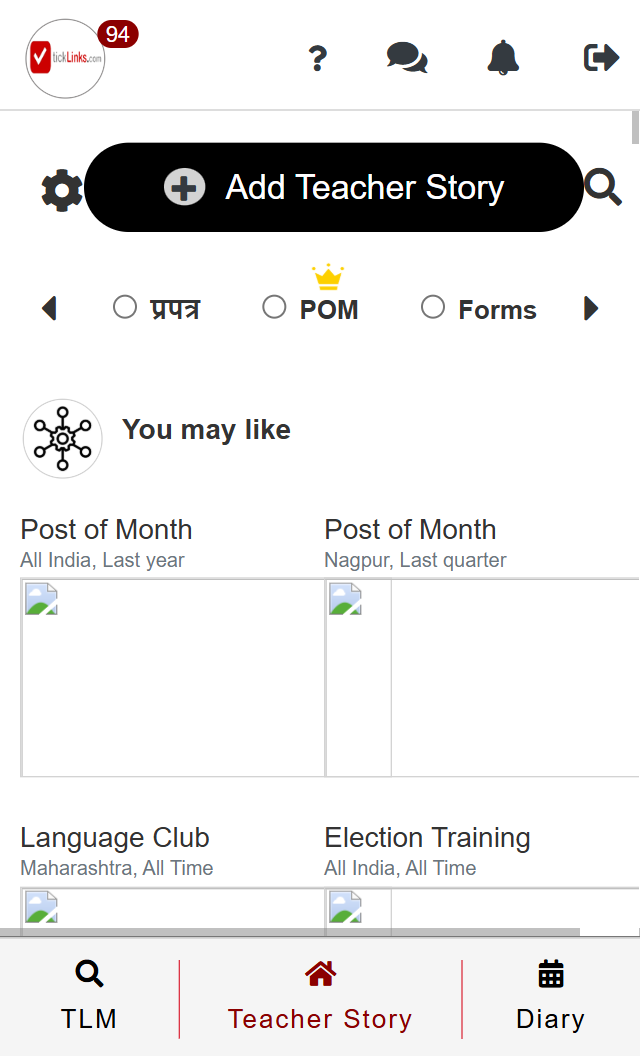 tickLinks.com
94
?
Add Teacher Story
प्रपत्र
POM
Forms
You may like
Post of Month
All India, Last year
Post of Month
Nagpur, Last quarter
Language Club
Maharashtra, All Time
Election Training
All India, All Time
TLM
Teacher Story
Diary